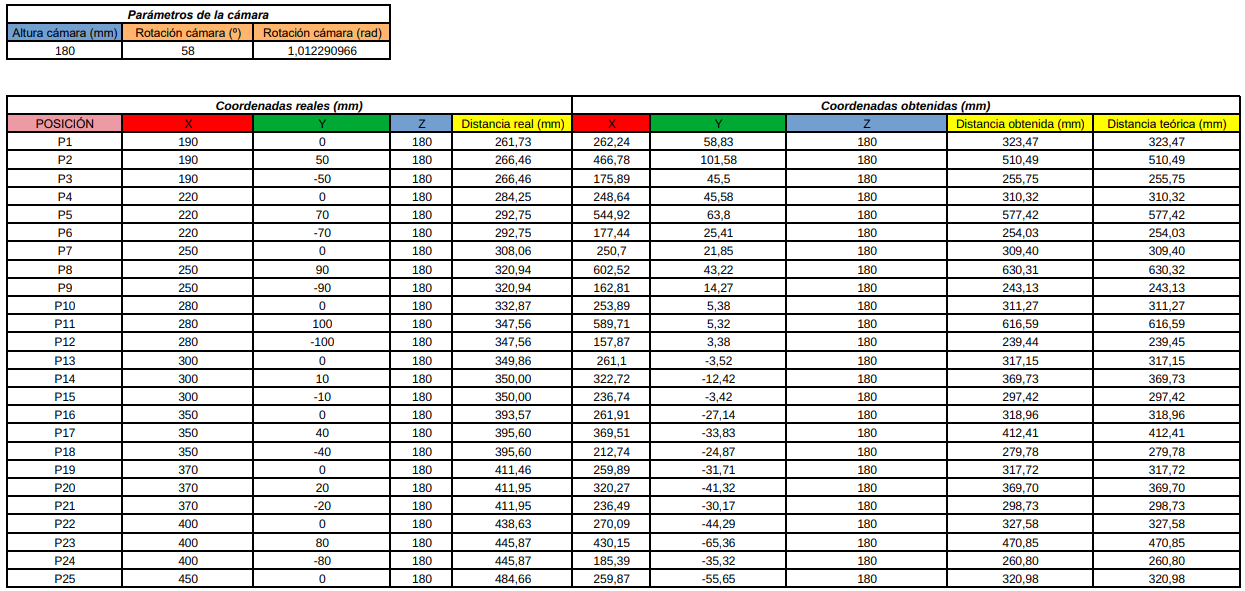 Parámetros de la cámara
Altura cámara (mm) Rotación cámara (º) Rotación cámara (rad)
180 58 1,012290966
Coordenadas reales (mm) Coordenadas obtenidas (mm)
POSICIÓN X Y Z Distancia real (mm) X Y Z Distancia obtenida (mm) Distancia teórica (mm)
P1 190 0 180 261,73 262,24 58,83 180 323,47 323,47
P2 190 50 180 266,46 466,78 101,58 180 510,49 510,49
P3 190 -50 180 266,46 175,89 45,5 180 255,75 255,75
P4 220 0 180 284,25 248,64 45,58 180 310,32 310,32
P5 220 70 180 292,75 544,92 63,8 180 577,42 577,42
P6 220 -70 180 292,75 177,44 25,41 180 254,03 254,03
P7 250 0 180 308,06 250,7 21,85 180 309,40 309,40
P8 250 90 180 320,94 602,52 43,22 180 630,31 630,32
P9 250 -90 180 320,94 162,81 14,27 180 243,13 243,13
P10 280 0 180 332,87 253,89 5,38 180 311,27 311,27
P11 280 100 180 347,56 589,71 5,32 180 616,59 616,59
P12 280 -100 180 347,56 157,87 3,38 180 239,44 239,45
P13 300 0 180 349,86 261,1 -3,52 180 317,15 317,15
P14 300 10 180 350,00 322,72 -12,42 180 369,73 369,73
P15 300 -10 180 350,00 236,74 -3,42 180 297,42 297,42
P16 350 0 180 393,57 261,91 -27,14 180 318,96 318,96
P17 350 40 180 395,60 369,51 -33,83 180 412,41 412,41
P18 350 -40 180 395,60 212,74 -24,87 180 279,78 279,78
P19 370 0 180 411,46 259,89 -31,71 180 317,72 317,72
P20 370 20 180 411,95 320,27 -41,32 180 369,70 369,70
P21 370 -20 180 411,95 236,49 -30,17 180 298,73 298,73
P22 400 0 180 438,63 270,09 -44,29 180 327,58 327,58
P23 400 80 180 445,87 430,15 -65,36 180 470,85 470,85
P24 400 -80 180 445,87 185,39 -35,32 180 260,80 260,80
P25 450 0 180 484,66 259,87 -55,65 180 320,98 320,98